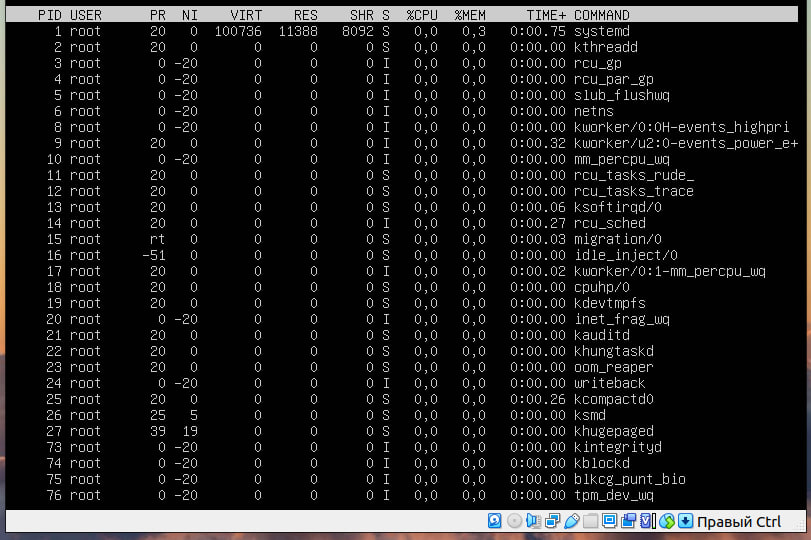 PID USER PR NI VIRT RES SHR S %CPU %MEM TIME+ COMMAND
1 root 20 0 100736 11388 8092 S 0,0 0,3 0:00.75 systemd
2 root 20 0 0 0 0 S 0,0 0,0 0:00.00 kthreadd
3 root 0 -20 0 0 0 I 0,0 0,0 0:00.00 rcu_gp
4 root 0 -20 0 0 0 I 0,0 0,0 0:00.00 rcu_par_gp
5 root 0 -20 0 0 0 I 0,0 0,0 0:00.00 slub_flushwq
6 root 0 -20 0 0 0 I 0,0 0,0 0:00.00 netns
8 root 0 -20 0 0 0 I 0,0 0,0 0:00.00 kworker/0:0H-events_highpri
9 root 20 0 0 0 0 I 0,0 0,0 0:00.32 kworker/u2:0-events_power_e+
10 root 0 -20 0 0 0 I 0,0 0,0 0:00.00 mm_percpu_wq
11 root 20 0 0 0 0 S 0,0 0,0 0:00.00 rcu_tasks_rude_
12 root 20 0 0 0 0 S 0,0 0,0 0:00.00 rcu_tasks_trace
13 root 20 0 0 0 0 S 0,0 0,0 0:00.06 ksoftirqd/0
14 root 20 0 0 0 0 I 0,0 0,0 0:00.27 rcu_sched
15 root rt 0 0 0 0 S 0,0 0,0 0:00.03 migration/0
16 root -51 0 0 0 0 S 0,0 0,0 0:00.00 idle_inject/0
17 root 20 0 0 0 0 I 0,0 0,0 0:00.02 kworker/0:1-mm_percpu_wq
18 root 20 0 0 0 0 S 0,0 0,0 0:00.00 cpuhp/0
19 root 20 0 0 0 0 S 0,0 0,0 0:00.00 kdevtmpfs
20 root 0 -20 0 0 0 I 0,0 0,0 0:00.00 inet_frag_wq
21 root 20 0 0 0 0 S 0,0 0,0 0:00.00 kauditd
22 root 20 0 0 0 0 S 0,0 0,0 0:00.00 khungtaskd
23 root 20 0 0 0 0 S 0,0 0,0 0:00.00 oom_reaper
24 root 0 -20 0 0 0 I 0,0 0,0 0:00.00 writeback
25 root 20 0 0 0 0 S 0,0 0,0 0:00.26 kcompactd0
26 root 25 5 0 0 0 S 0,0 0,0 0:00.00 ksmd
27 root 39 19 0 0 0 S 0,0 0,0 0:00.00 khugepaged
73 root 0 -20 0 0 0 I 0,0 0,0 0:00.00 kintegrityd
74 root 0 -20 0 0 0 I 0,0 0,0 0:00.00 kblockd
75 root 0 -20 0 0 0 I 0,0 0,0 0:00.00 blkcg_punt_bio
76 root 0 -20 0 0 0 I 0,0 0,0 0:00.00 tpm_dev_wq
Правый Ctrl